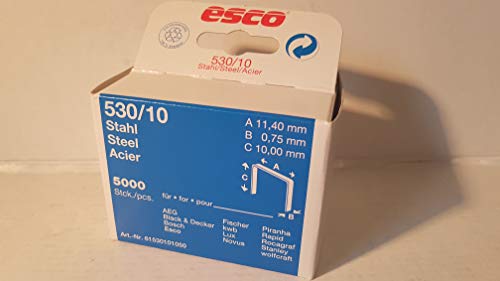 esco
530/10
Stahl/Steel/Acier
530/10
Stahl
Steel
Acier
A 11,40 mm
B 0,75 mm
C 10,00 mm
A
C
B
5000
Stck./pcs.
für • for • pour
AEG
Black & Decker
Bosch
Esco
Fischer
kwb
Lux
Novus
Piranha
Rapid
Rocagraf
Stanley
wolfcraft
Art.-Nr. 61530101000